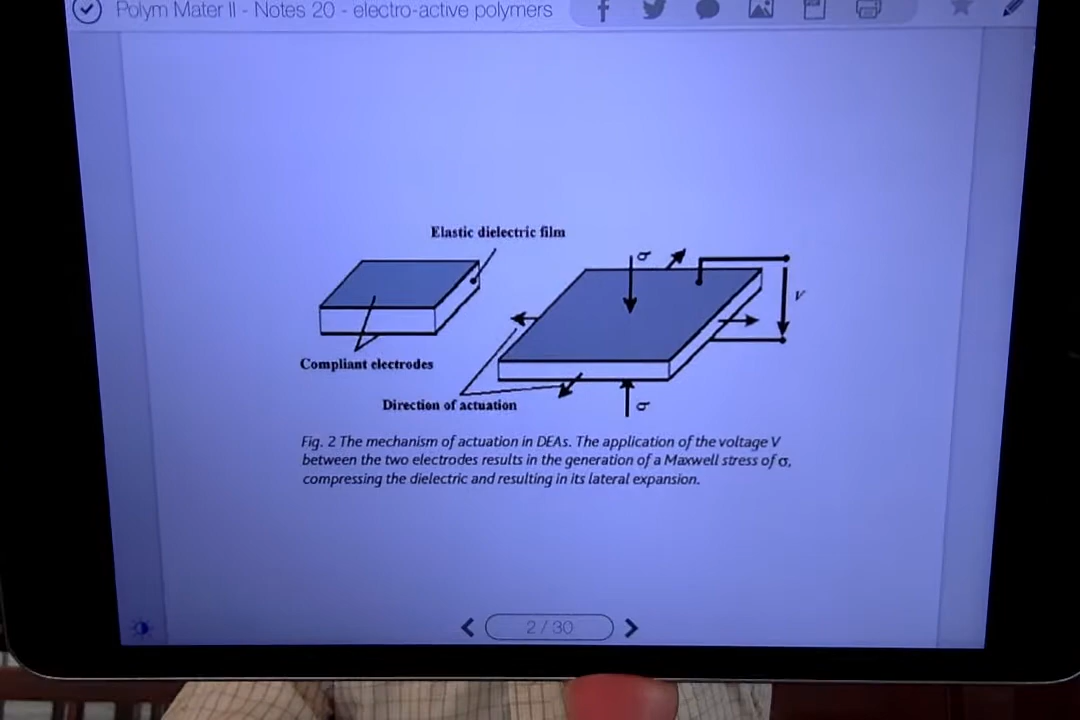 Polym Mater II - Notes 20 - electro-active polymers
Elastic dielectric film
σ
V
Compliant electrodes
Direction of actuation
σ
Fig. 2 The mechanism of actuation in DEAs. The application of the voltage V
between the two electrodes results in the generation of a Maxwell stress of σ,
compressing the dielectric and resulting in its lateral expansion.
2 / 30